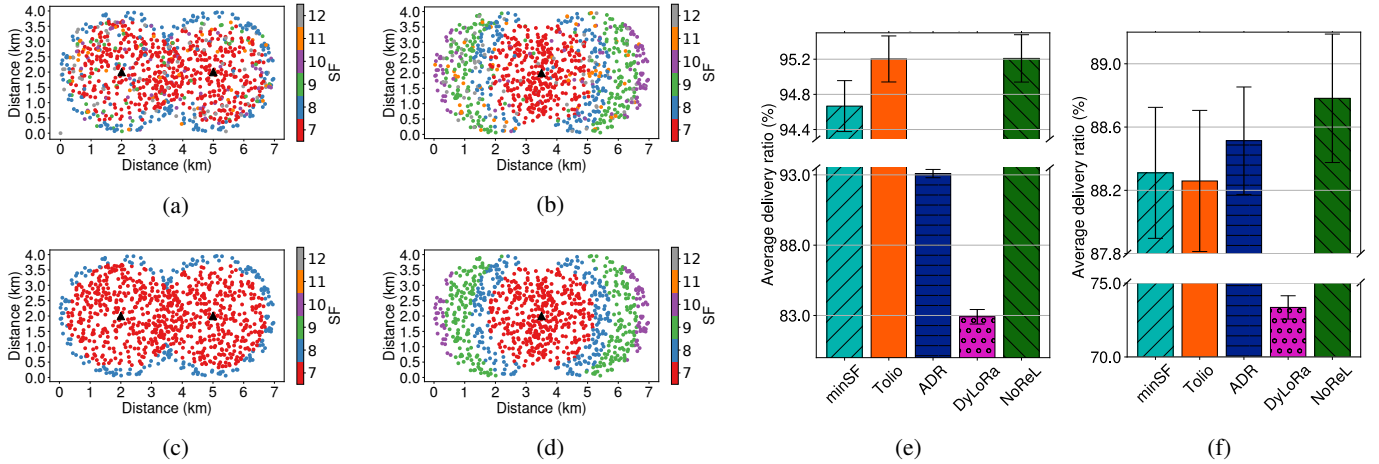 4.0
3.5
3.0
2.5
2.0
1.5
1.0
0.5
0.0
Distance (km)
0 1 2 3 4 5 6 7
Distance (km)
12
11
10
9
8
7
SF
(a)
4.0
3.5
3.0
2.5
2.0
1.5
1.0
0.5
0.0
Distance (km)
0 1 2 3 4 5 6 7
Distance (km)
12
11
10
9
8
7
SF
(b)
4.0
3.5
3.0
2.5
2.0
1.5
1.0
0.5
0.0
Distance (km)
0 1 2 3 4 5 6 7
Distance (km)
12
11
10
9
8
7
SF
(c)
4.0
3.5
3.0
2.5
2.0
1.5
1.0
0.5
0.0
Distance (km)
0 1 2 3 4 5 6 7
Distance (km)
12
11
10
9
8
7
SF
(d)
Average delivery ratio (%)
95.2
94.8
94.4
93.0
88.0
83.0
minSF
Tolio
ADR
DyLoRa
NoReL
(e)
Average delivery ratio (%)
89.0
88.6
88.2
87.8
75.0
70.0
minSF
Tolio
ADR
DyLoRa
NoReL
(f)